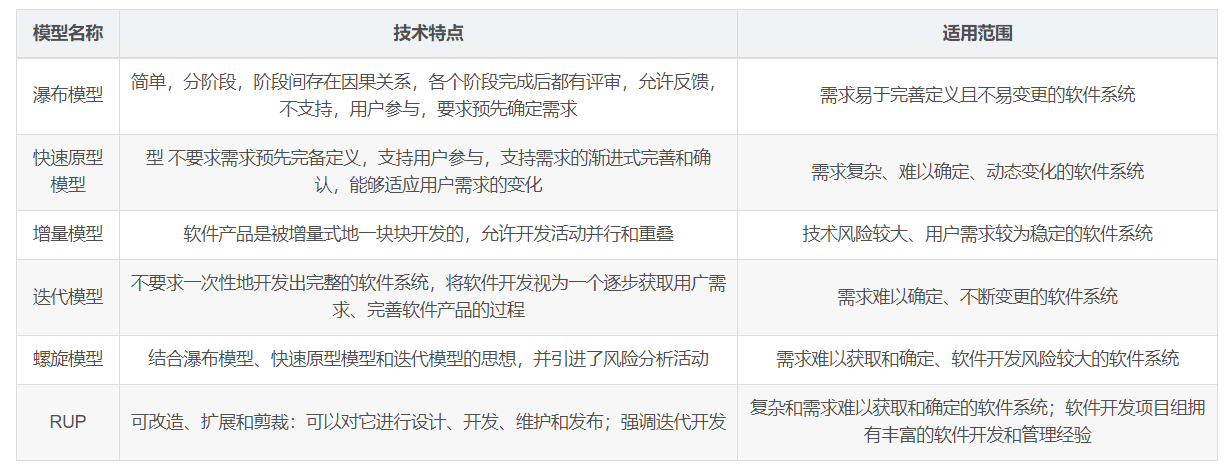 模型名称
技术特点
适用范围
瀑布模型
简单，分阶段，阶段间存在因果关系，各个阶段完成后都有评审，允许反馈，
不支持，用户参与，要求预先确定需求
需求易于完善定义且不易变更的软件系统
快速原型
模型
型 不要求需求预先完备定义，支持用户参与，支持需求的渐进式完善和确
认，能够适应用户需求的变化
需求复杂、难以确定、动态变化的软件系统
增量模型
软件产品是被增量式地一块块开发的，允许开发活动并行和重叠
技术风险较大、用户需求较为稳定的软件系统
迭代模型
不要求一次性地开发出完整的软件系统，将软件开发视为一个逐步获取用广需
求、完善软件产品的过程
需求难以确定、不断变更的软件系统
螺旋模型
结合瀑布模型、快速原型模型和迭代模型的思想，并引进了风险分析活动
需求难以获取和确定、软件开发风险较大的软件系统
RUP
可改造、扩展和剪裁：可以对它进行设计、开发、维护和发布；强调迭代开发
复杂和需求难以获取和确定的软件系统；软件开发项目组拥
有丰富的软件开发和管理经验